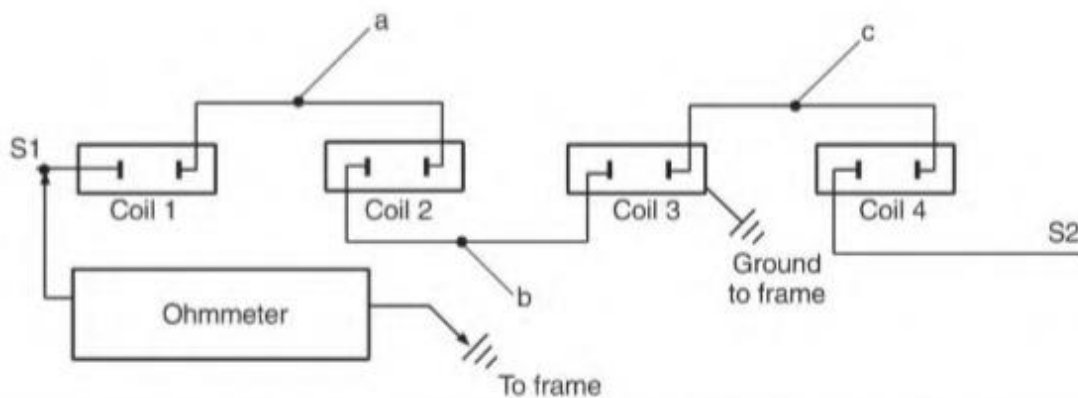 a
c
S1
Coil 1
Coil 2
Coil 3
Coil 4
S2
Ground
to frame
b
Ohmmeter
To frame